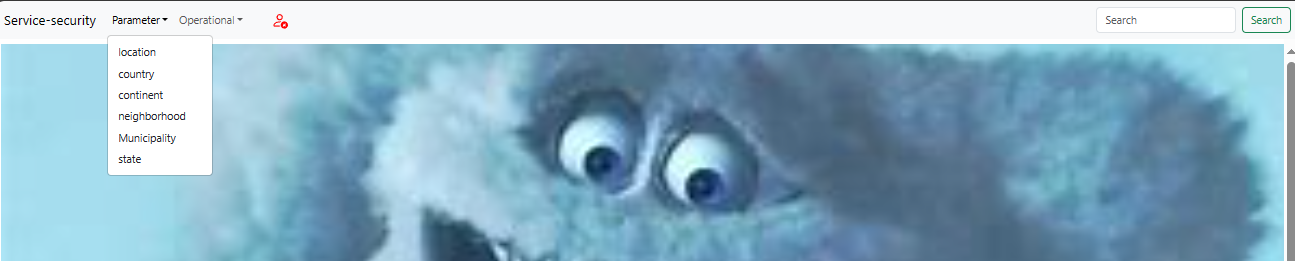 Service-security Parameter Operational Search Search
location
country
continent
neighborhood
Municipality
state